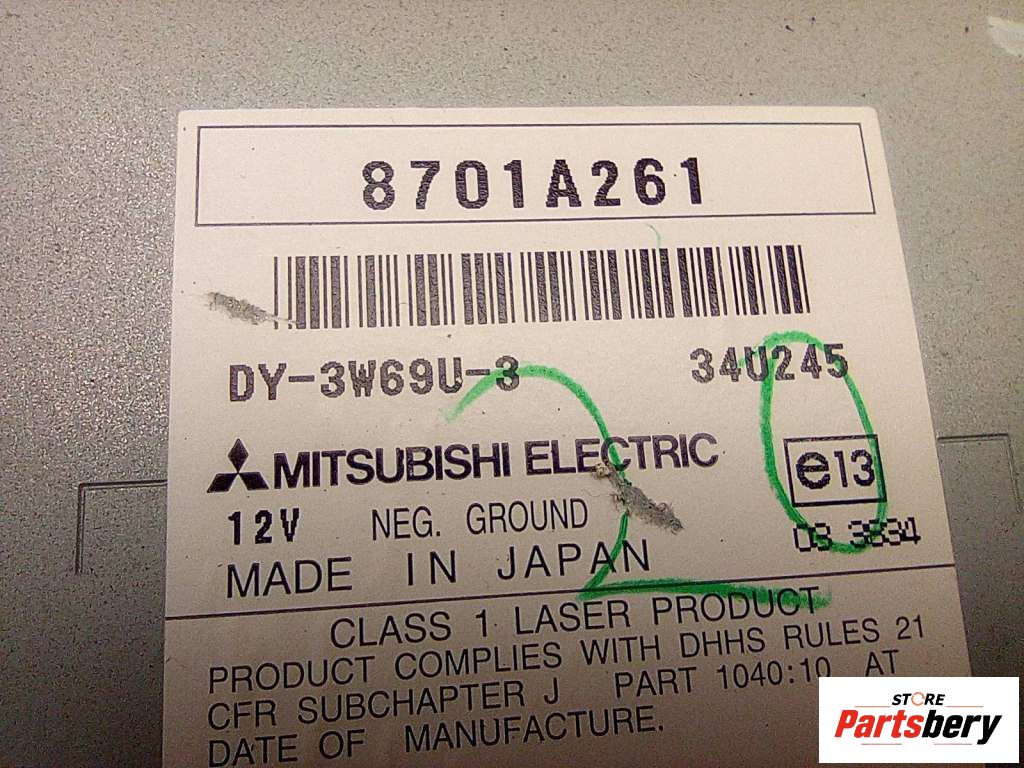 8701A261
DY-3W69U-3 34U245
MITSUBISHI ELECTRIC
e13
12V NEG. GROUND
03 3834
MADE IN JAPAN
20
CLASS 1 LASER PRODUCT
PRODUCT COMPLIES WITH DHHS RULES 21
CFR SUBCHAPTER J PART 1040:10 AT
DATE OF MANUFACTURE.
STORE
Partsbery